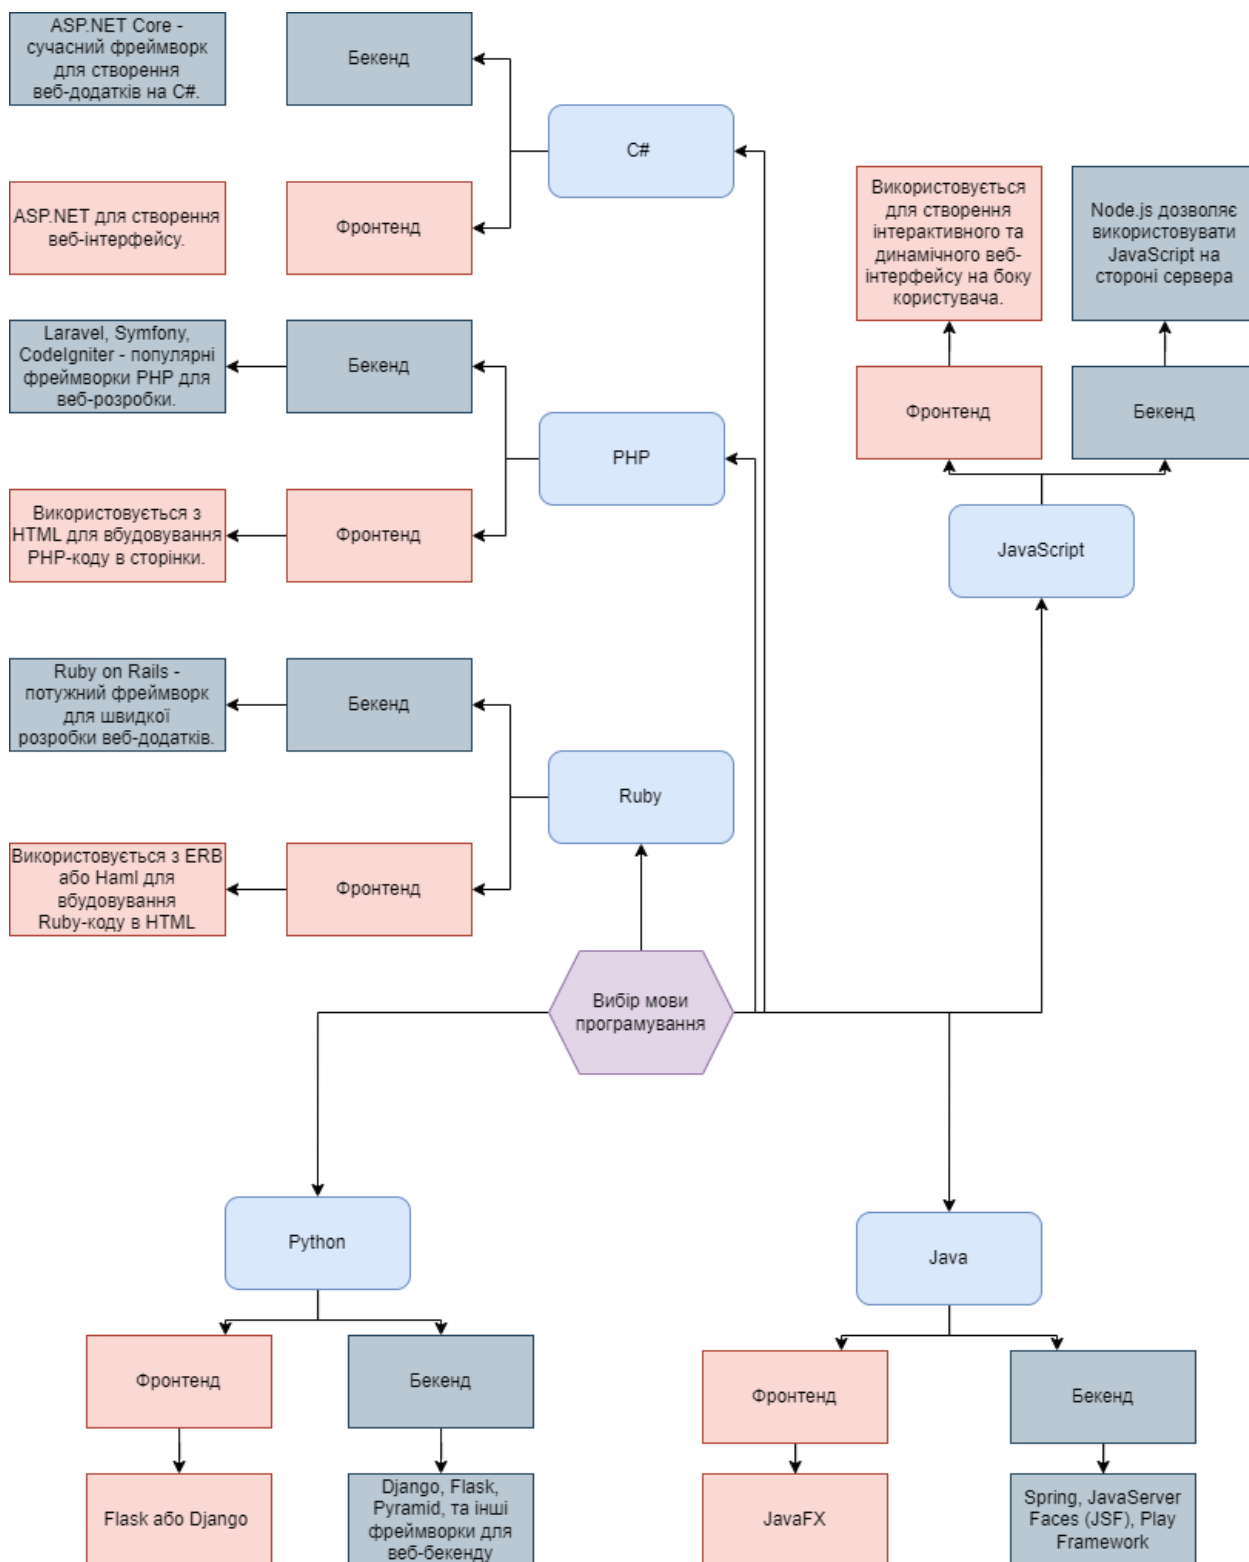 ASP.NET Core -
сучасний фреймворк
для створення
веб-додатків на C#.
Бекенд
C#
ASP.NET для створення
веб-інтерфейсу.
Фронтенд
Використовується
для створення
інтерактивного та
динамічного веб-
інтерфейсу на боку
користувача.
Node.js дозволяє
використовувати
JavaScript на
стороні сервера
Laravel, Symfony,
CodeIgniter - популярні
фреймворки PHP для
веб-розробки.
Бекенд
Фронтенд
Бекенд
PHP
Використовується з
HTML для вбудовування
PHP-коду в сторінки.
Фронтенд
JavaScript
Ruby on Rails -
потужний фреймворк
для швидкої
розробки веб-додатків.
Бекенд
Ruby
Використовується з ERB
або Haml для
вбудовування
Ruby-коду в HTML
Фронтенд
Вибір мови
програмування
Python
Java
Фронтенд
Бекенд
Фронтенд
Бекенд
Flask або Django
Django, Flask,
Pyramid, та інші
фреймворки для
веб-бекенду
JavaFX
Spring, JavaServer
Faces (JSF), Play
Framework